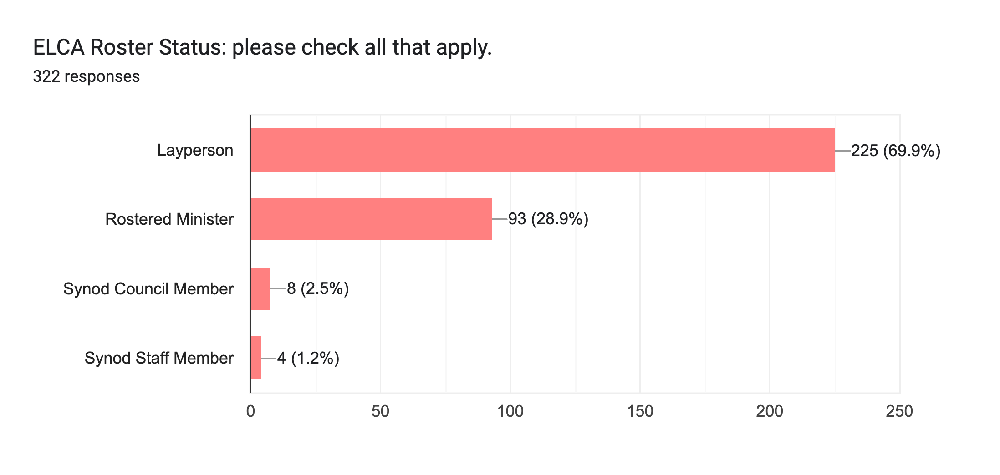 ELCA Roster Status: please check all that apply.
322 responses
Layperson
225 (69.9%)
Rostered Minister
93 (28.9%)
Synod Council Member
8 (2.5%)
Synod Staff Member
4 (1.2%)
0 50 100 150 200 250